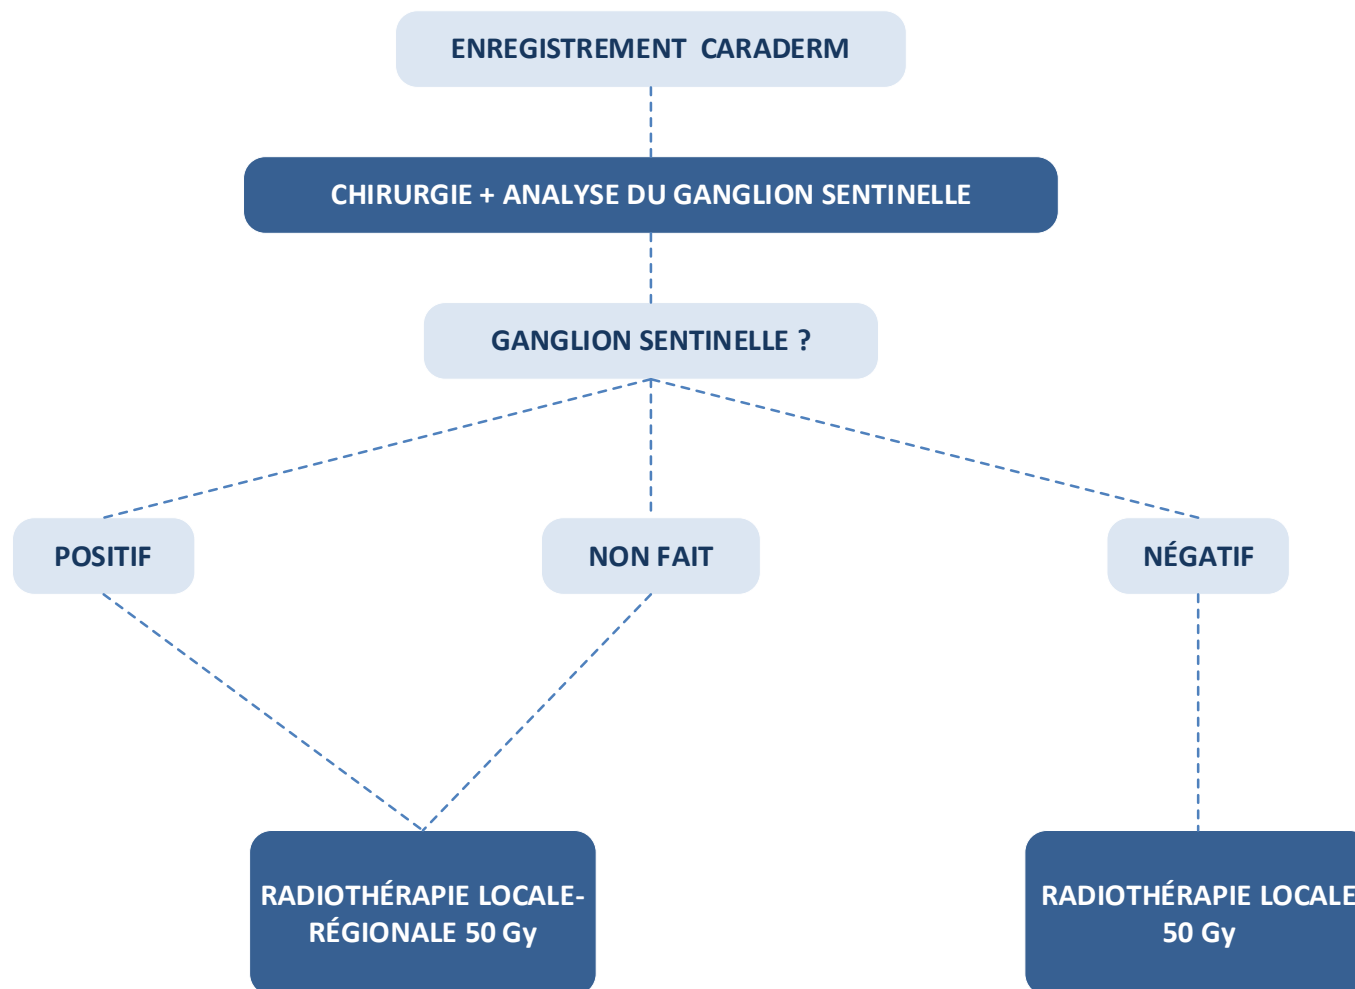 ENREGISTREMENT CARADERM
CHIRURGIE + ANALYSE DU GANGLION SENTINELLE
GANGLION SENTINELLE ?
POSITIF
NON FAIT
NÉGATIF
RADIOTHÉRAPIE LOCALE-
RÉGIONALE 50 Gy
RADIOTHÉRAPIE LOCALE
50 Gy